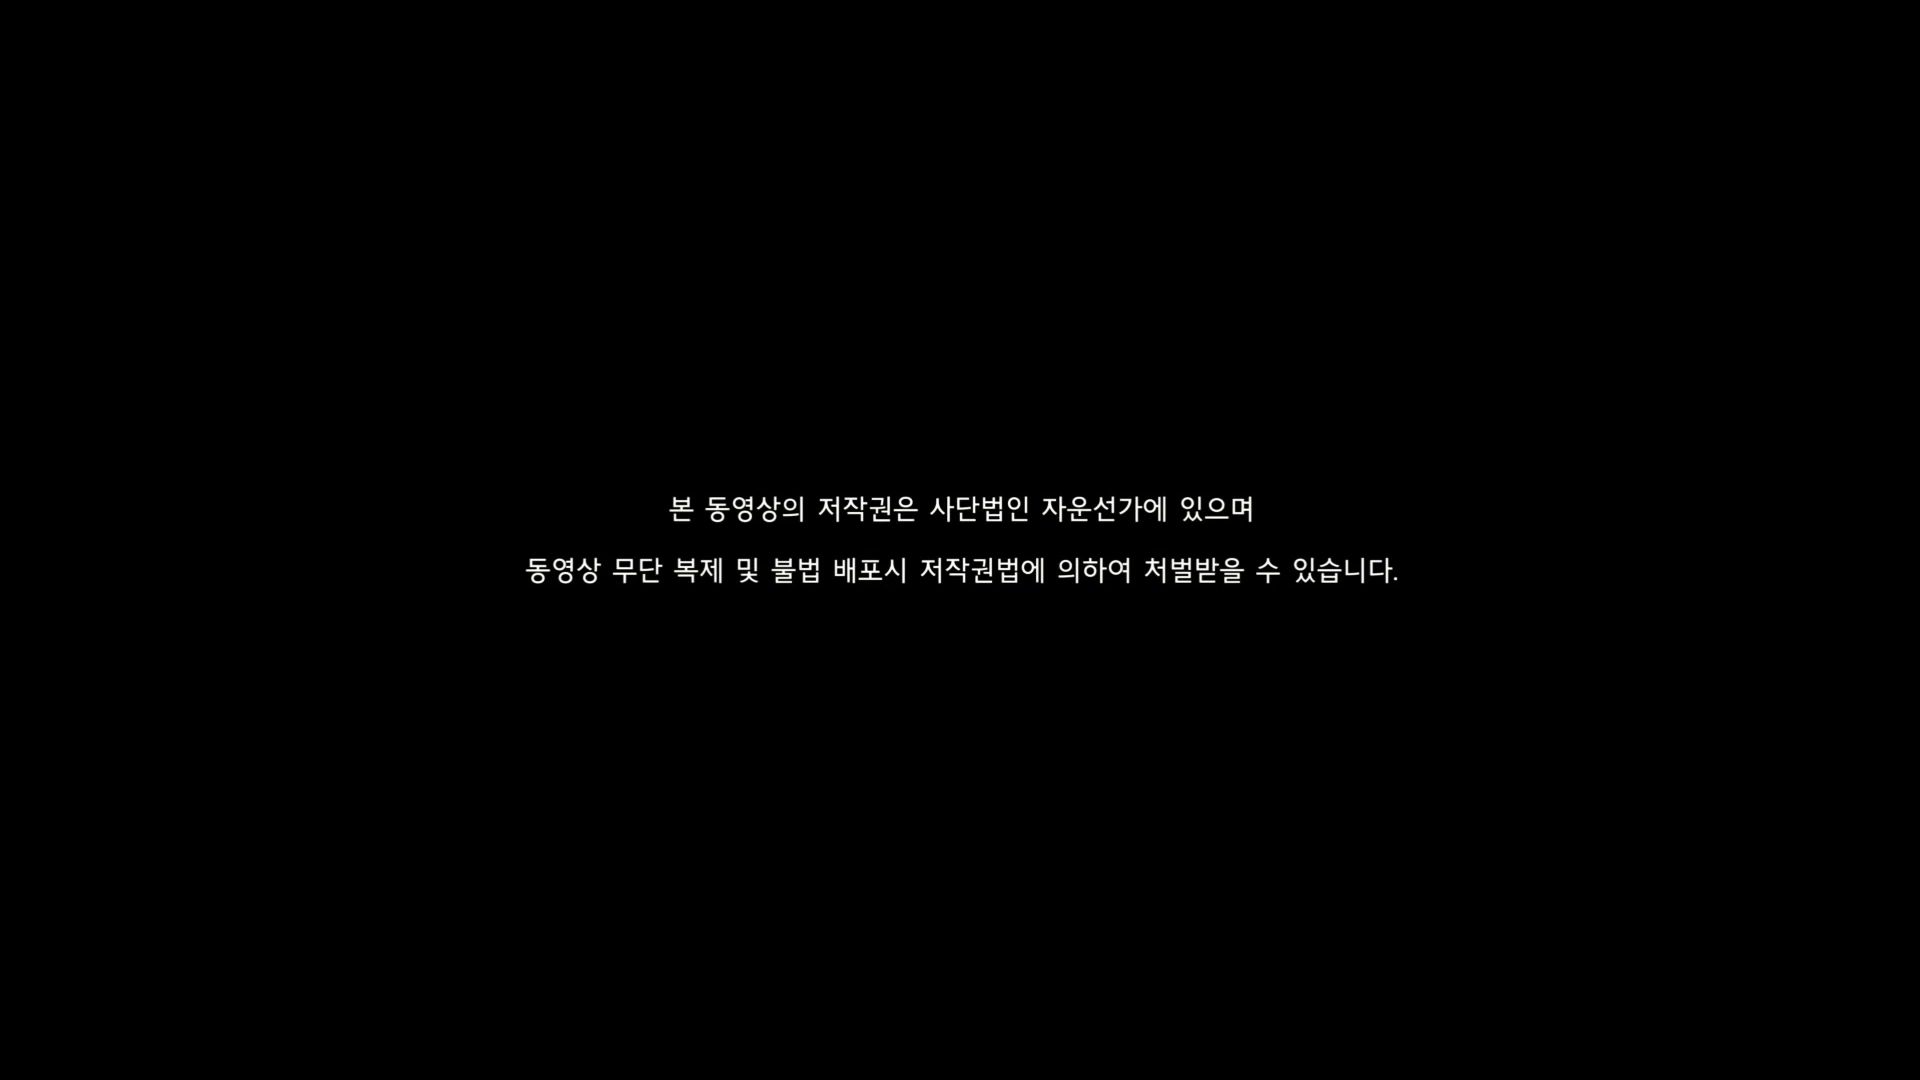 본 동영상의 저작권은 사단법인 자운선가에 있으며
동영상 무단 복제 및 불법 배포시 저작권법에 의하여 처벌받을 수 있습니다.